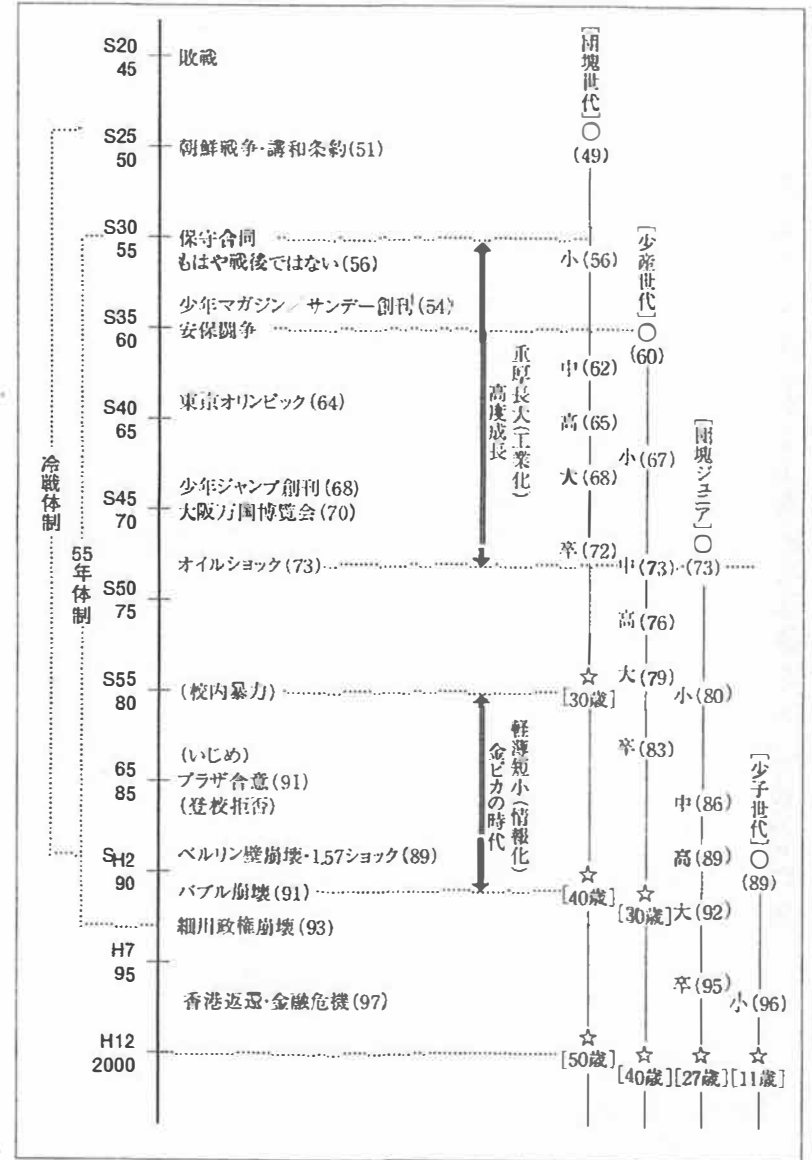 S20
45
敗戦
S25
50
朝鮮戦争・講和条約(51)
S30
55
保守合同
もはや戦後ではない(56)
少年マガジン／サンデー創刊(54)
S35
60
安保闘争
S40
65
東京オリンピック(64)
少年ジャンプ創刊(68)
S45
70
大阪万国博覧会(70)
オイルショック(73)
S50
75
S55
80
(校内暴力)
(いじめ)
65
85
プラザ合意(91)
(登校拒否)
S
H2
90
ベルリン壁崩壊・1.57ショック(89)
バブル崩壊(91)
細川政権崩壊(93)
H7
95
香港返還・金融危機(97)
H12
2000
冷戦体制
55年体制
重厚長大(工業化)
高度成長
軽薄短小(情報化)
金ピカの時代
[団塊世代]○
(49)
小(56)
中(62)
高(65)
大(68)
卒(72)
☆
[30歳]
☆
[40歳]
☆
[50歳]
[少産世代]○
(60)
小(67)
中(73)
高(76)
大(79)
卒(83)
☆
[30歳]
☆
[40歳]
[団塊ジュニア]○
(73)
小(80)
中(86)
高(89)
大(92)
卒(95)
☆
[27歳]
[少子世代]○
(89)
小(96)
☆
[11歳]